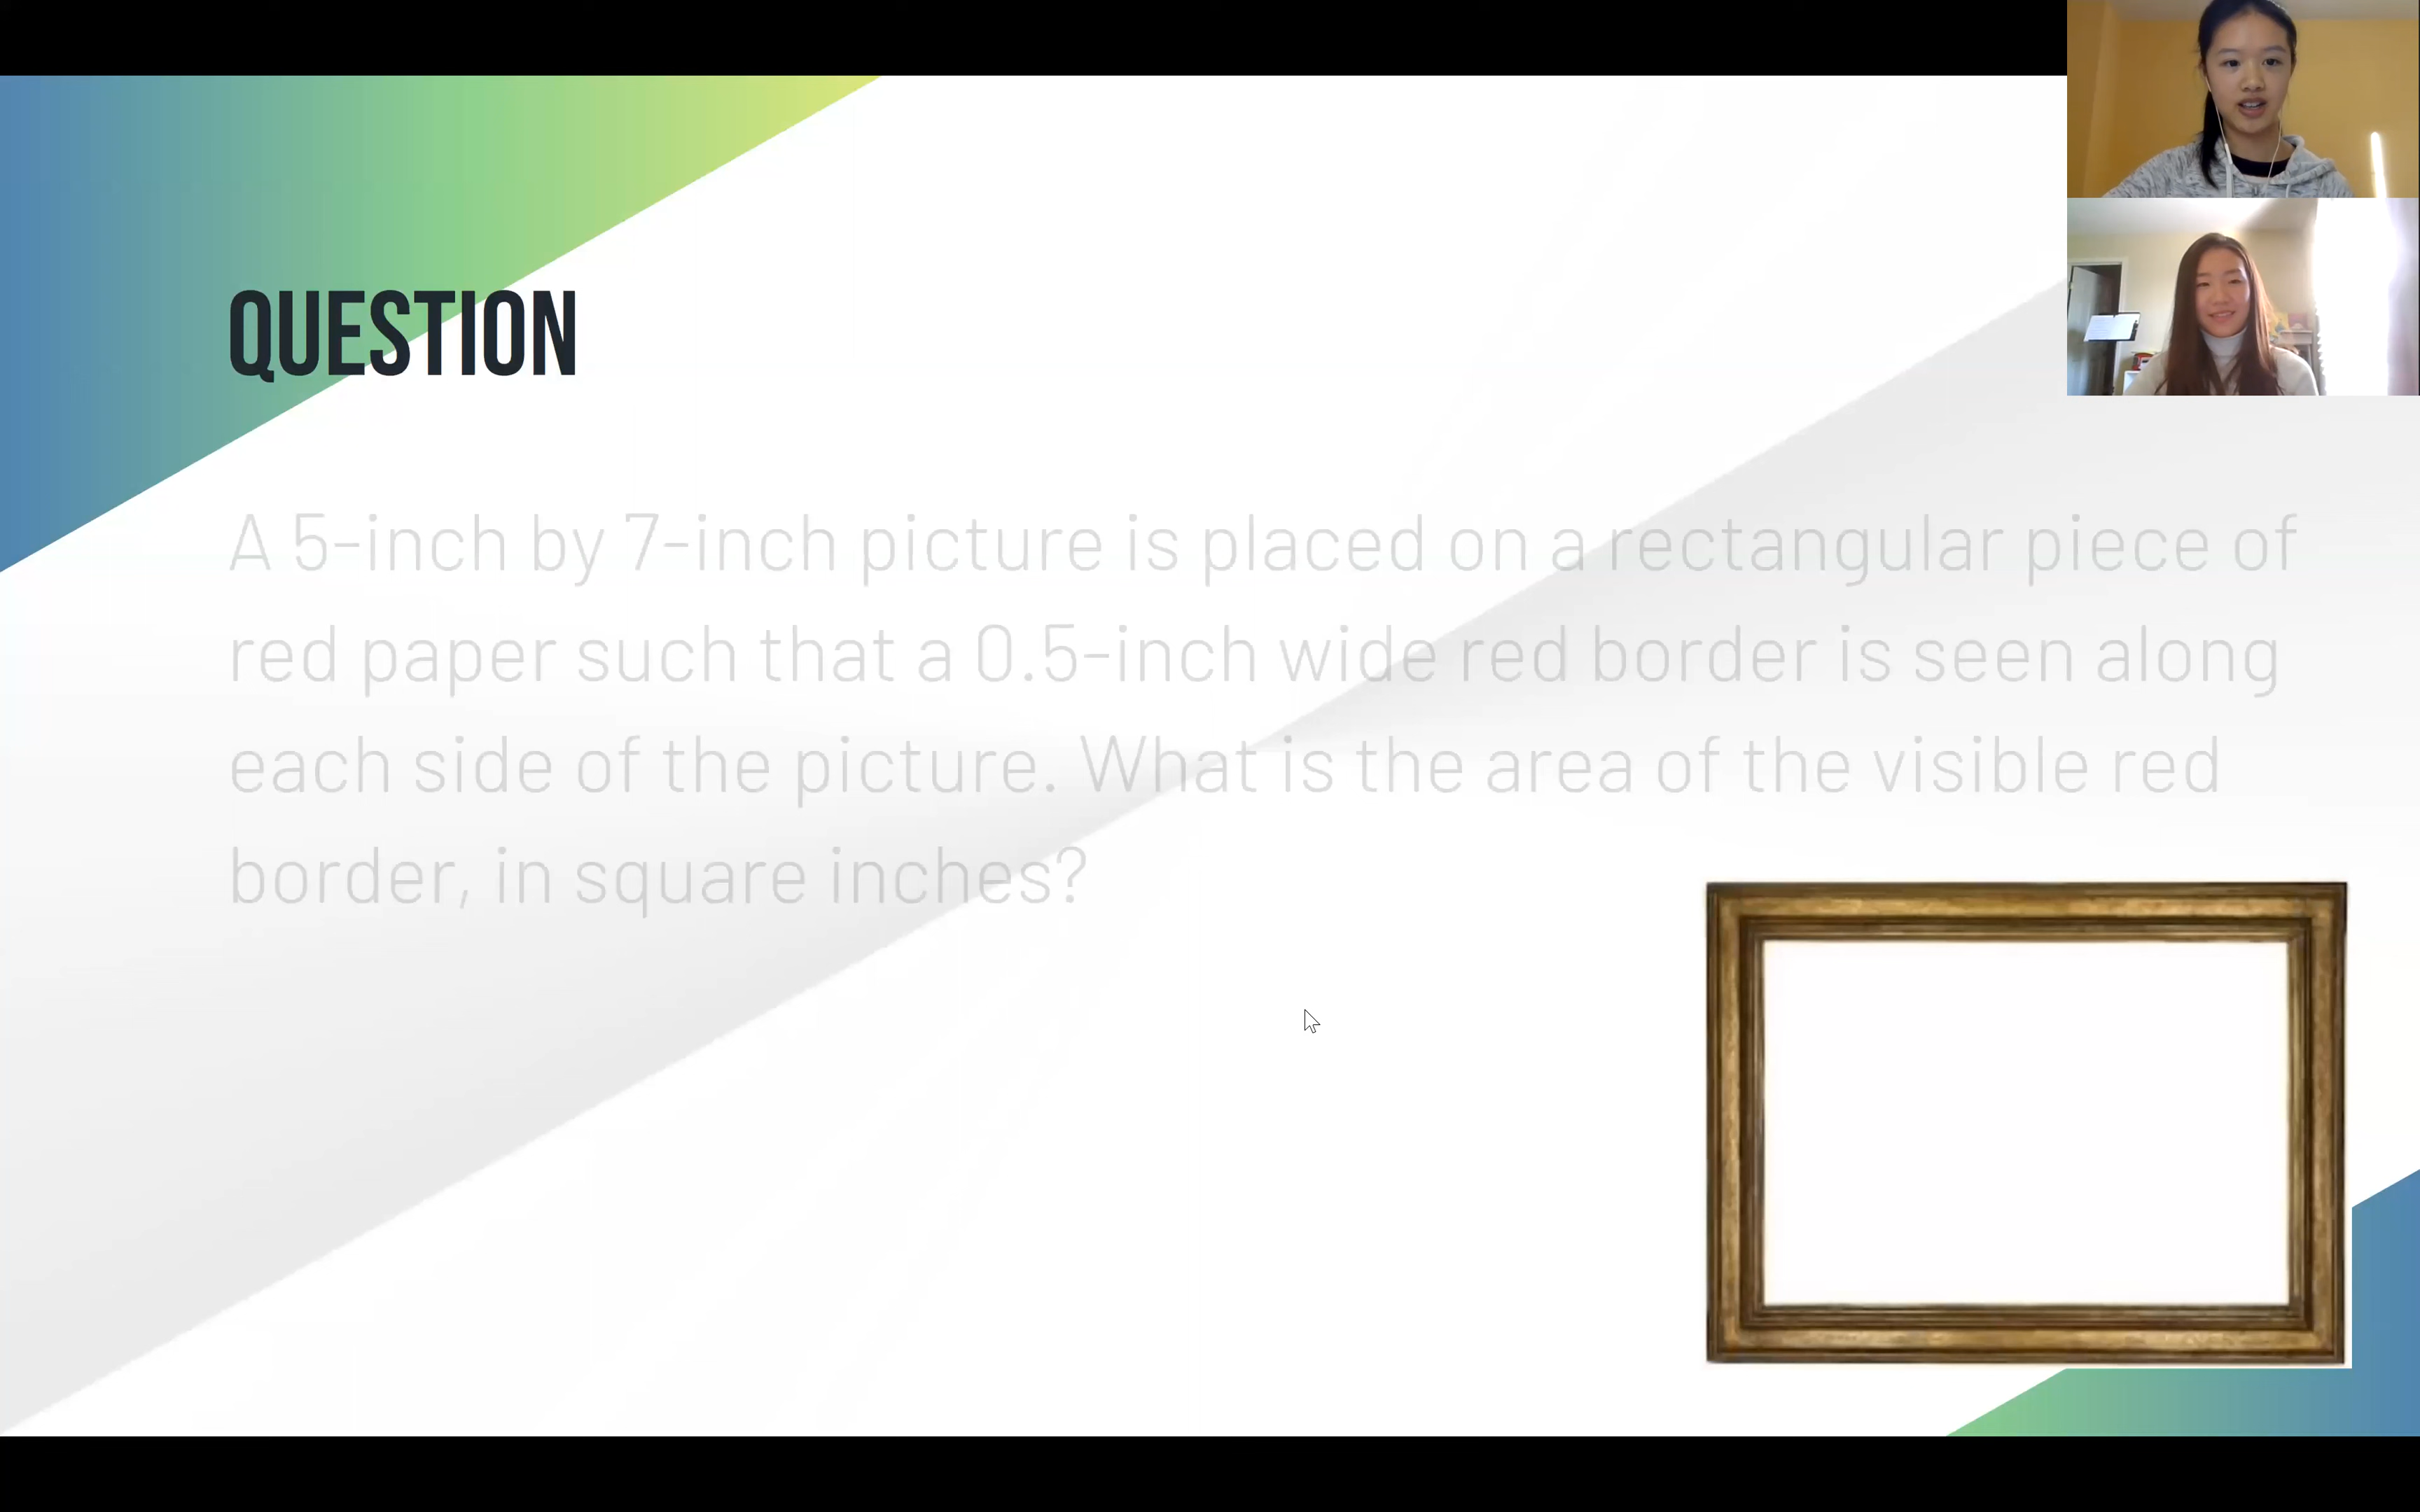 QUESTION
A 5-inch by 7-inch picture is placed on a rectangular piece of
red paper such that a 0.5-inch wide red border is seen along
each side of the picture. What is the area of the visible red
border, in square inches?